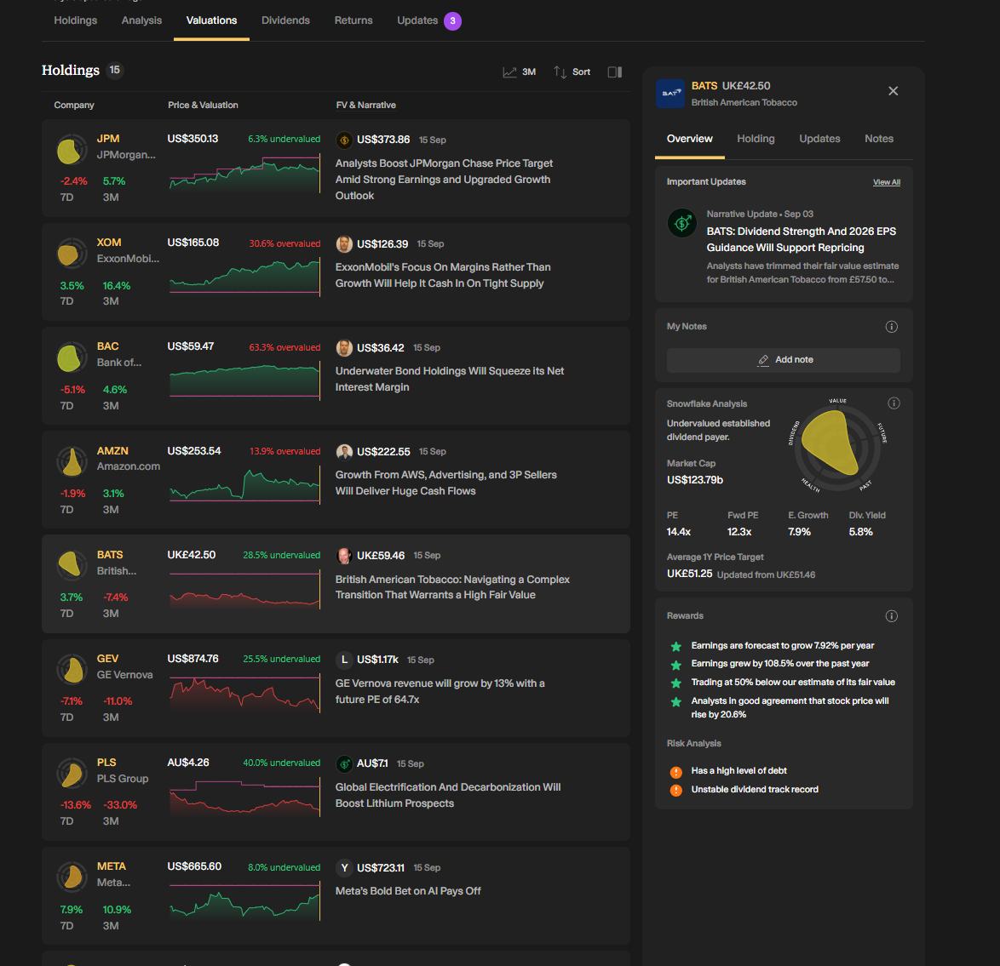 Holdings
Analysis
Valuations
Dividends
Returns
Updates
3
Holdings 15
3M
Sort
Company
Price & Valuation
FV & Narrative
JPM
JPMorgan...
-2.4% 5.7%
7D 3M
US$350.13
6.3% undervalued
US$373.86 15 Sep
Analysts Boost JPMorgan Chase Price Target
Amid Strong Earnings and Upgraded Growth
Outlook
XOM
ExxonMobi...
3.5% 16.4%
7D 3M
US$165.08
30.6% overvalued
US$126.39 15 Sep
ExxonMobil's Focus On Margins Rather Than
Growth Will Help It Cash In On Tight Supply
BAC
Bank of...
-5.1% 4.6%
7D 3M
US$59.47
63.3% overvalued
US$36.42 15 Sep
Underwater Bond Holdings Will Squeeze its Net
Interest Margin
AMZN
Amazon.com
-1.9% 3.1%
7D 3M
US$253.54
13.9% overvalued
US$222.55 15 Sep
Growth From AWS, Advertising, and 3P Sellers
Will Deliver Huge Cash Flows
BATS
British...
3.7% -7.4%
7D 3M
UK£42.50
28.5% undervalued
UK£59.46 15 Sep
British American Tobacco: Navigating a Complex
Transition That Warrants a High Fair Value
GEV
GE Vernova
-7.1% -11.0%
7D 3M
US$874.76
25.5% undervalued
L
US$1.17k 15 Sep
GE Vernova revenue will grow by 13% with a
future PE of 64.7x
PLS
PLS Group
-13.6% -33.0%
7D 3M
AU$4.26
40.0% undervalued
AU$7.1 15 Sep
Global Electrification And Decarbonization Will
Boost Lithium Prospects
META
Meta...
7.9% 10.9%
7D 3M
US$665.60
8.0% undervalued
Y
US$723.11 15 Sep
Meta's Bold Bet on AI Pays Off
BAT
BATS UK£42.50
British American Tobacco
Overview
Holding
Updates
Notes
Important Updates
View All
Narrative Update • Sep 03
BATS: Dividend Strength And 2026 EPS
Guidance Will Support Repricing
Analysts have trimmed their fair value estimate
for British American Tobacco from £57.50 to...
My Notes
Add note
Snowflake Analysis
Undervalued established
dividend payer.
VALUE
FUTURE
PAST
HEALTH
DIVIDEND
Market Cap
US$123.79b
PE Fwd PE E. Growth Div. Yield
14.4x 12.3x 7.9% 5.8%
Average 1Y Price Target
UK£51.25 Updated from UK£51.46
Rewards
Earnings are forecast to grow 7.92% per year
Earnings grew by 108.5% over the past year
Trading at 50% below our estimate of its fair value
Analysts in good agreement that stock price will
rise by 20.6%
Risk Analysis
Has a high level of debt
Unstable dividend track record